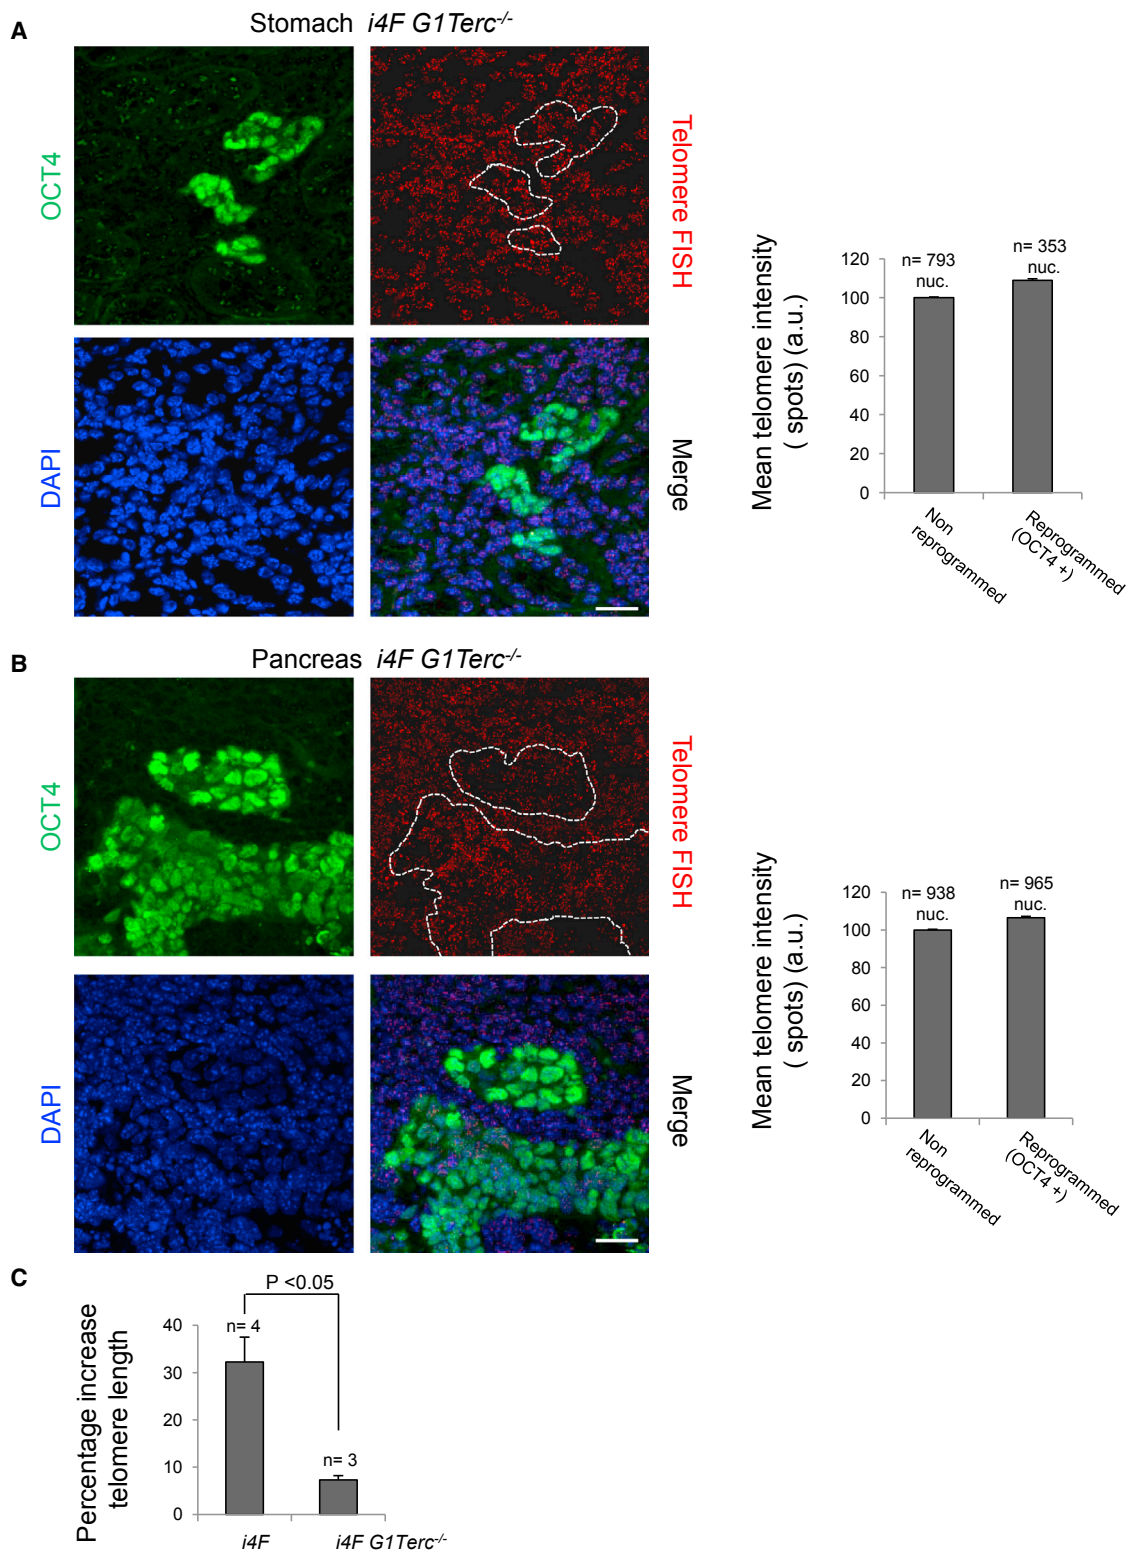 A
Stomach i4F G1Terc-/-
OCT4
Telomere FISH
DAPI
Merge
Mean telomere intensity
( spots) (a.u.)
120
100
80
60
40
20
0
n= 793
nuc.
n= 353
nuc.
Non
reprogrammed
Reprogrammed
(OCT4 +)
B
Pancreas i4F G1Terc-/-
OCT4
Telomere FISH
DAPI
Merge
Mean telomere intensity
( spots) (a.u.)
120
100
80
60
40
20
0
n= 938
nuc.
n= 965
nuc.
Non
reprogrammed
Reprogrammed
(OCT4 +)
C
Percentage increase
telomere length
40
30
20
10
0
P <0.05
n= 4
n= 3
i4F
i4F G1Terc-/-